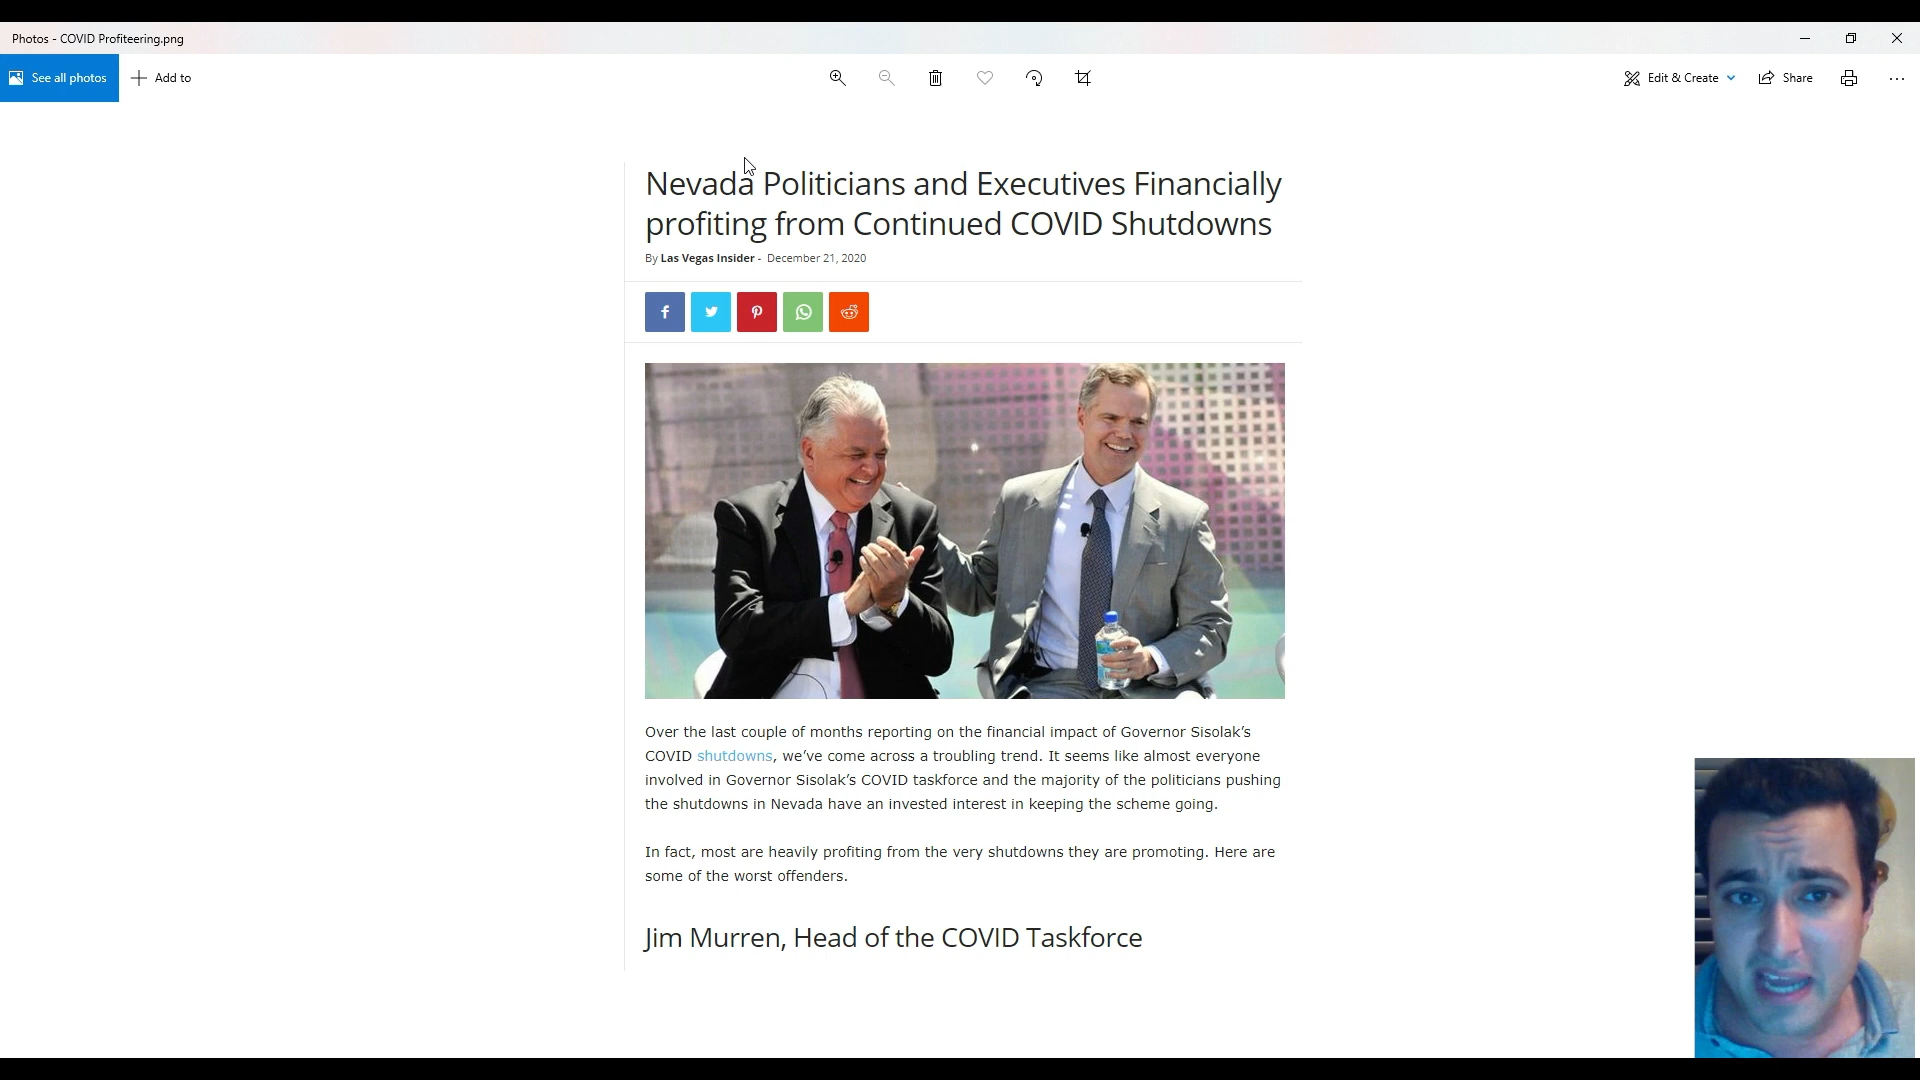 Photos - COVID Profiteering.png
See all photos
Add to
Edit & Create
Share
Nevada Politicians and Executives Financially
profiting from Continued COVID Shutdowns
By Las Vegas Insider - December 21, 2020
Over the last couple of months reporting on the financial impact of Governor Sisolak’s
COVID shutdowns, we’ve come across a troubling trend. It seems like almost everyone
involved in Governor Sisolak’s COVID taskforce and the majority of the politicians pushing
the shutdowns in Nevada have an invested interest in keeping the scheme going.
In fact, most are heavily profiting from the very shutdowns they are promoting. Here are
some of the worst offenders.
Jim Murren, Head of the COVID Taskforce